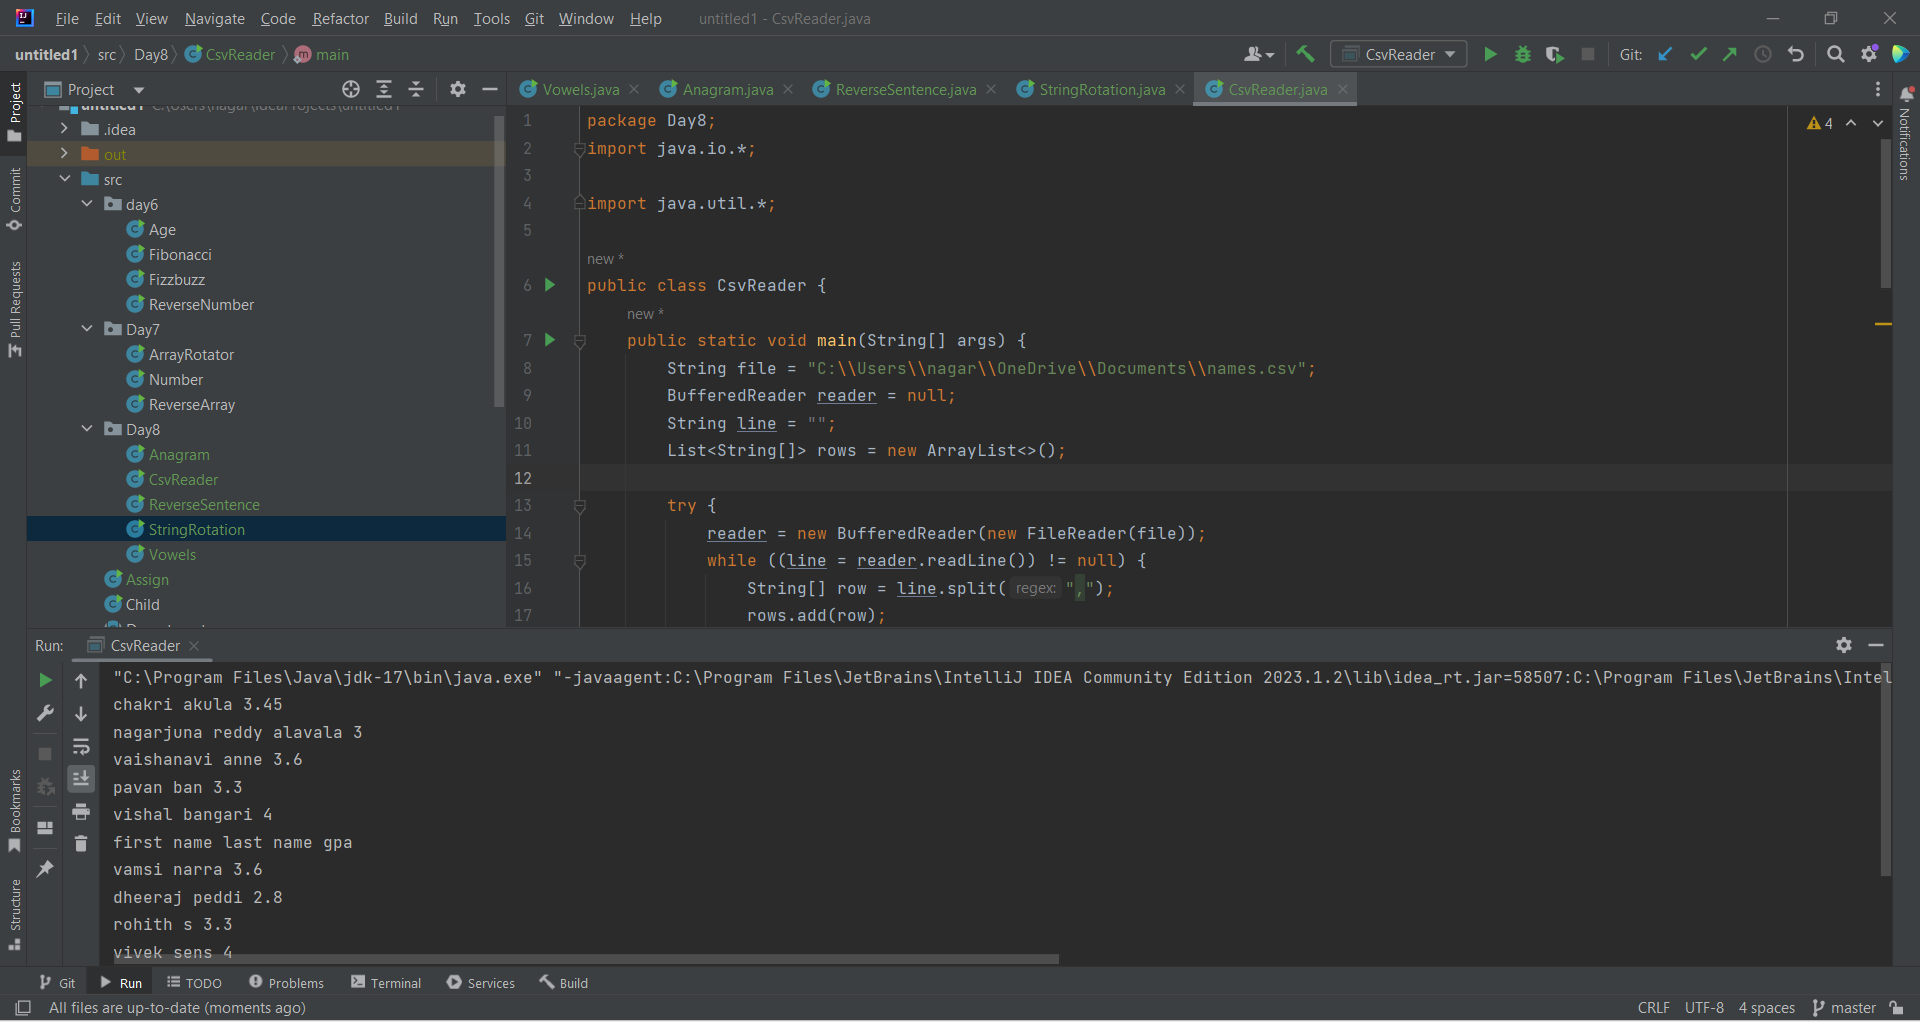 File Edit View Navigate Code Refactor Build Run Tools Git Window Help untitled1 - CsvReader.java
untitled1 src Day8 CsvReader main
CsvReader
Git:
Project
Commit
Pull Requests
Bookmarks
Structure
Notifications
Project
untitled1 C:\Users\nagar\IdeaProjects\untitled1
.idea
out
src
day6
Age
Fibonacci
Fizzbuzz
ReverseNumber
Day7
ArrayRotator
Number
ReverseArray
Day8
Anagram
CsvReader
ReverseSentence
StringRotation
Vowels
Assign
Child
Vowels.java Anagram.java ReverseSentence.java StringRotation.java CsvReader.java
4
1 package Day8;
2 import java.io.*;
3
4 import java.util.*;
5
new *
6 public class CsvReader {
new *
7 public static void main(String[] args) {
8 String file = "C:\\Users\\nagar\\OneDrive\\Documents\\names.csv";
9 BufferedReader reader = null;
10 String line = "";
11 List<String[]> rows = new ArrayList<>();
12
13 try {
14 reader = new BufferedReader(new FileReader(file));
15 while ((line = reader.readLine()) != null) {
16 String[] row = line.split( regex: ",");
17 rows.add(row);
Run: CsvReader
"C:\Program Files\Java\jdk-17\bin\java.exe" "-javaagent:C:\Program Files\JetBrains\IntelliJ IDEA Community Edition 2023.1.2\lib\idea_rt.jar=58507:C:\Program Files\JetBrains\Intel
chakri akula 3.45
nagarjuna reddy alavala 3
vaishanavi anne 3.6
pavan ban 3.3
vishal bangari 4
first name last name gpa
vamsi narra 3.6
dheeraj peddi 2.8
rohith s 3.3
vivek sens 4
Git Run TODO Problems Terminal Services Build
All files are up-to-date (moments ago)
CRLF UTF-8 4 spaces master